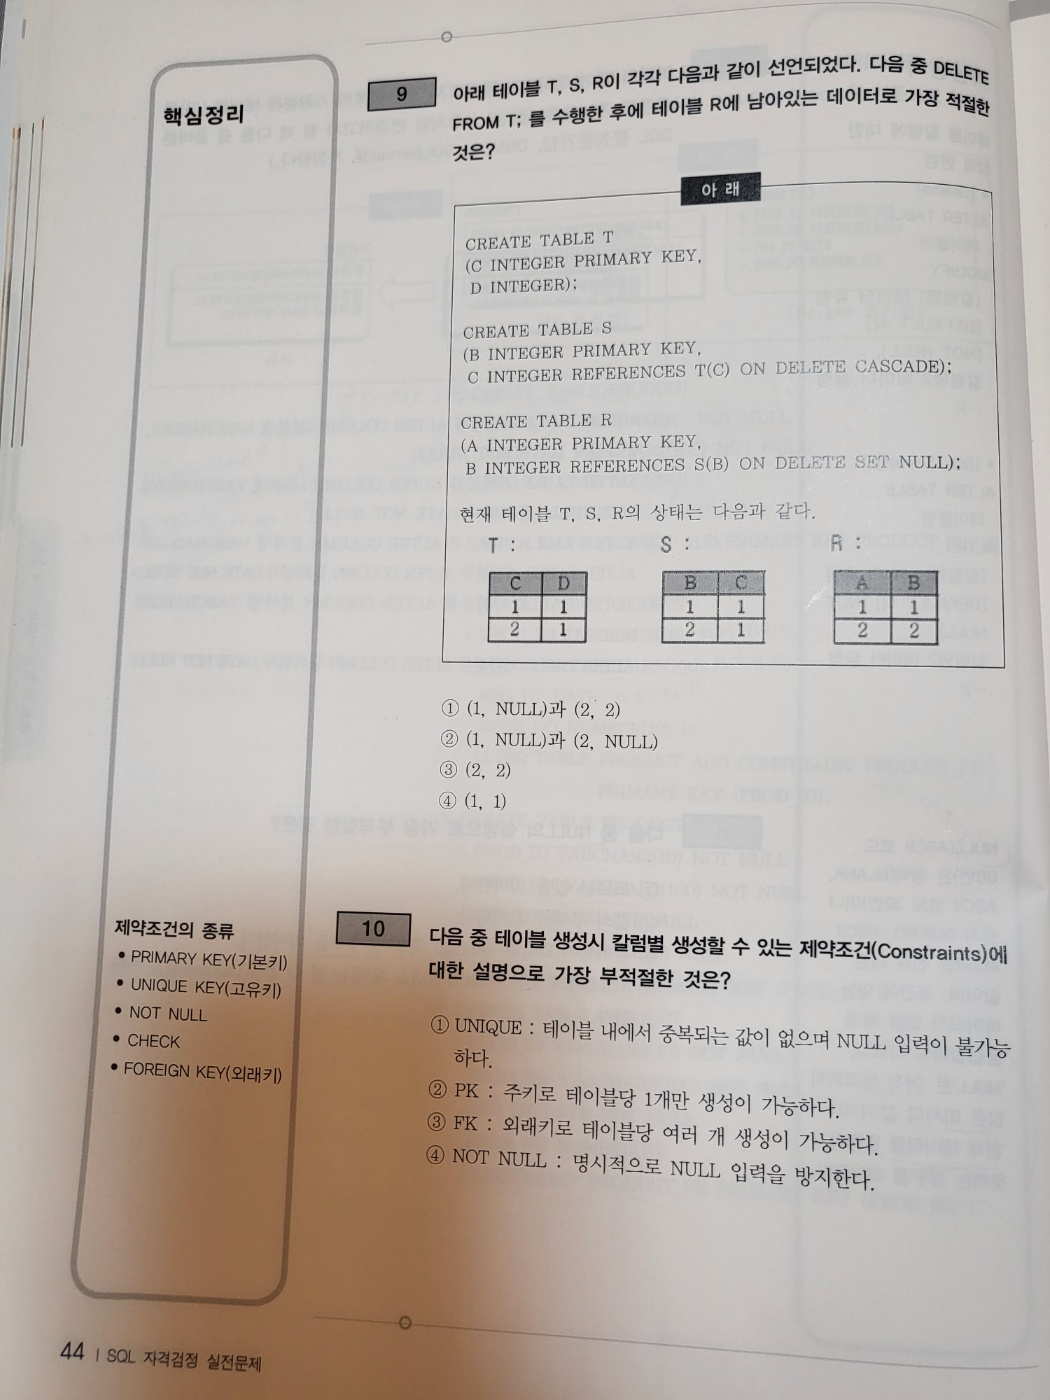 핵심정리
9
아래 테이블 T, S, R이 각각 다음과 같이 선언되었다. 다음 중 DELETE
FROM T; 를 수행한 후에 테이블 R에 남아있는 데이터로 가장 적절한
것은?
아 래
CREATE TABLE T
(C INTEGER PRIMARY KEY,
D INTEGER);
CREATE TABLE S
(B INTEGER PRIMARY KEY,
C INTEGER REFERENCES T(C) ON DELETE CASCADE);
CREATE TABLE R
(A INTEGER PRIMARY KEY,
B INTEGER REFERENCES S(B) ON DELETE SET NULL);
현재 테이블 T, S, R의 상태는 다음과 같다.
T : S : R :
C D B C A B
1 1 1 1 1 1
2 1 2 1 2 2
① (1, NULL)과 (2, 2)
② (1, NULL)과 (2, NULL)
③ (2, 2)
④ (1, 1)
제약조건의 종류
• PRIMARY KEY(기본키)
• UNIQUE KEY(고유키)
• NOT NULL
• CHECK
• FOREIGN KEY(외래키)
10
다음 중 테이블 생성시 칼럼별 생성할 수 있는 제약조건(Constraints)에
대한 설명으로 가장 부적절한 것은?
① UNIQUE : 테이블 내에서 중복되는 값이 없으며 NULL 입력이 불가능
하다.
② PK : 주키로 테이블당 1개만 생성이 가능하다.
③ FK : 외래키로 테이블당 여러 개 생성이 가능하다.
④ NOT NULL : 명시적으로 NULL 입력을 방지한다.
44 | SQL 자격검정 실전문제